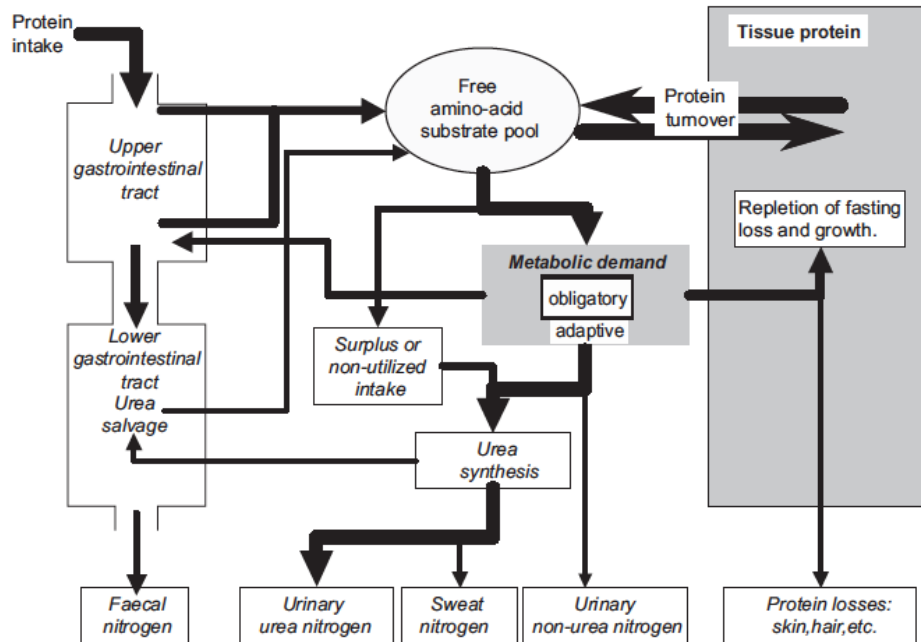 Protein
intake
Tissue protein
Free
amino-acid
substrate pool
Protein
turnover
Upper
gastrointestinal
tract
Repletion of fasting
loss and growth.
Metabolic demand
obligatory
adaptive
Lower
gastrointestinal
tract
Urea
salvage
Surplus or
non-utilized
intake
Urea
synthesis
Faecal
nitrogen
Urinary
urea nitrogen
Sweat
nitrogen
Urinary
non-urea nitrogen
Protein losses:
skin,hair,etc.